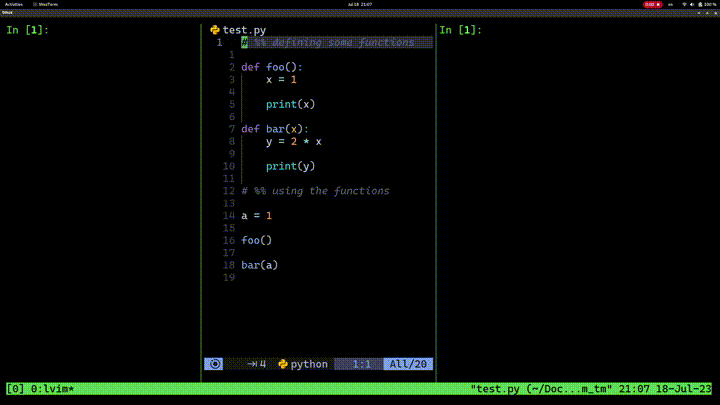 Activities WezTerm Jul 18 21:07 100 %
tmux
In [1]:
test.py
1 # %% defining some functions
1
2 def foo():
3 x = 1
4
5 print(x)
6
7 def bar(x):
8 y = 2 * x
9
10 print(y)
11
12 # %% using the functions
13
14 a = 1
15
16 foo()
17
18 bar(a)
19
4 python 1:1 All/20
In [1]:
[0] 0:lvim* "test.py (~/Doc...m_tm" 21:07 18-Jul-23